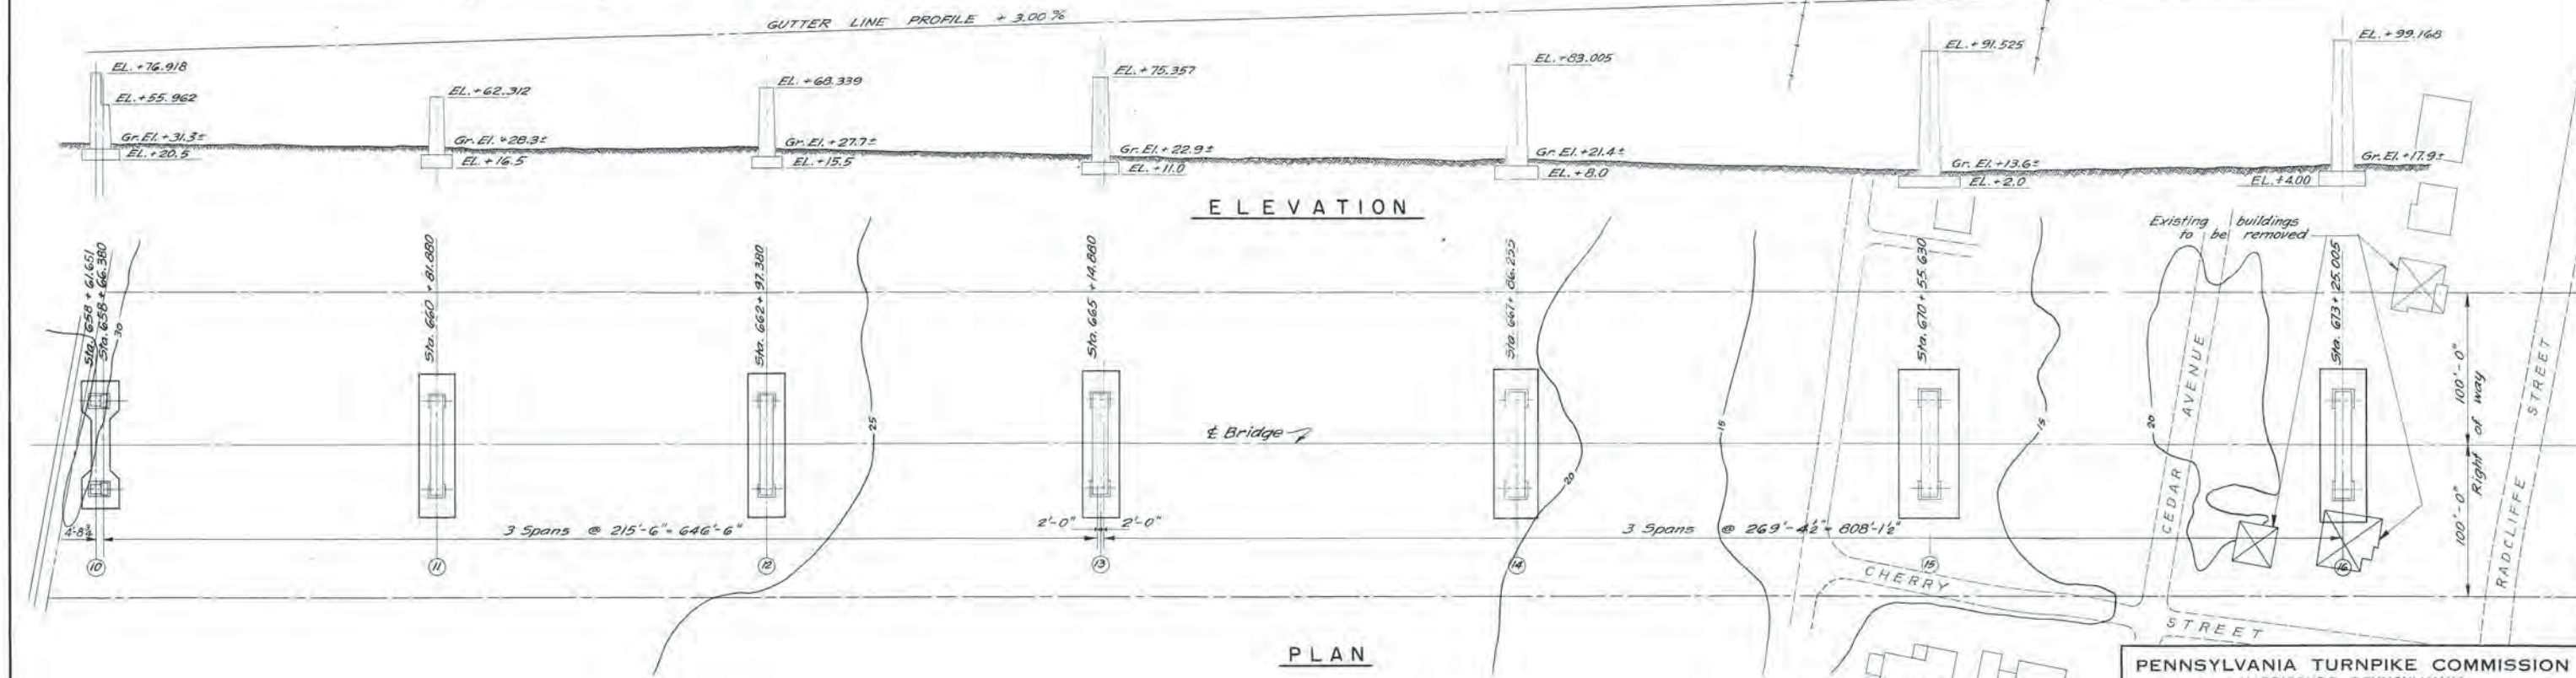 GUTTER LINE PROFILE + 3.00 %
EL. +76.918
EL. +55.962
Gr. El. +31.3±
EL. +20.5
EL. +62.312
Gr. El. +28.3±
EL. +16.5
EL. +68.339
Gr. El. +27.7±
EL. +15.5
EL. +75.357
Gr. El. +22.9±
EL. +11.0
EL. +83.005
Gr. El. +21.4±
EL. +8.0
EL. +91.525
Gr. El. +13.6±
EL. +2.0
EL. +99.168
Gr. El. +17.9±
EL. +4.00
ELEVATION
Existing buildings
to be removed
Sta. 658 + 61.651
Sta. 658 + 66.380
30
Sta. 660 + 81.880
Sta. 662 + 97.380
25
Sta. 665 + 14.880
Sta. 667 + 86.255
20
15
Sta. 670 + 55.630
15
20
CEDAR AVENUE
Sta. 673 + 25.005
100'-0" 100'-0"
Right of way
RADCLIFFE STREET
₵ Bridge
4'-8¾"
3 Spans @ 215'-6" = 646'-6"
2'-0" 2'-0"
3 Spans @ 269'-4½" = 808'-1½"
10
11
12
13
14
15
16
CHERRY STREET
PLAN
PENNSYLVANIA TURNPIKE COMMISSION